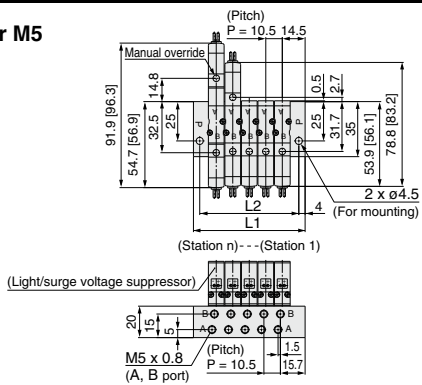 r M5
(Pitch)
P = 10.5 14.5
Manual override
14.8
0.5
2.7
91.9 [96.3]
54.7 [56.9]
32.5
25
25
31.7
35
53.9 [56.1]
78.8 [83.2]
P
P
A A A A A
B B B B B
L2
L1
4
2 x ø4.5
(For mounting)
(Station n)---(Station 1)
(Light/surge voltage suppressor)
20
15
5
B B
A A
1.5
M5 x 0.8
(A, B port)
(Pitch)
P = 10.5
15.7